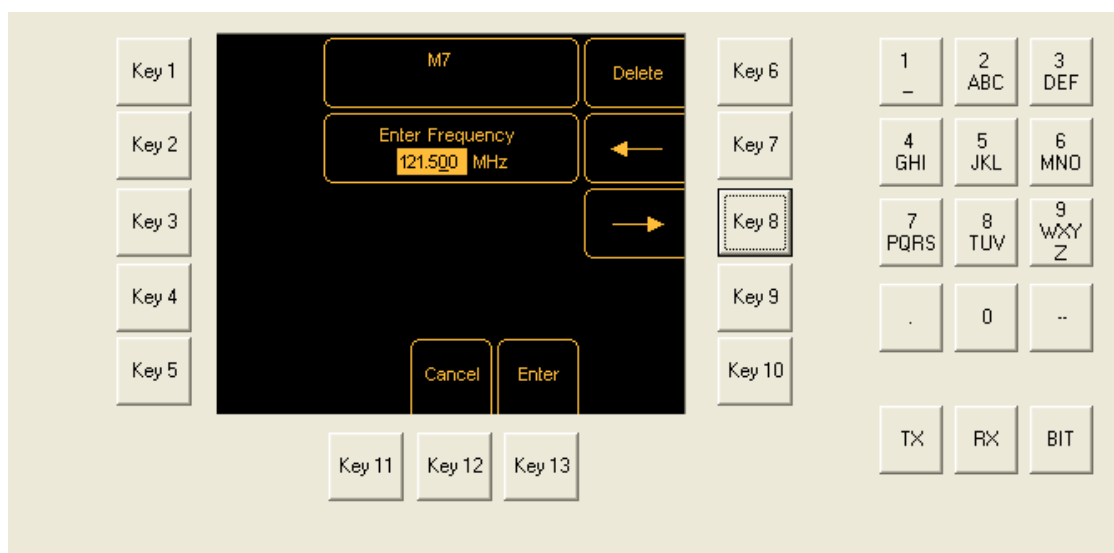 Key 1
M7
Delete
Key 6
1
_
2
ABC
3
DEF
Key 2
Enter Frequency
121.500 MHz
Key 7
4
GHI
5
JKL
6
MNO
Key 3
Key 8
7
PQRS
8
TUV
9
WXY
Z
Key 4
Key 9
.
0
--
Key 5
Cancel
Enter
Key 10
TX
RX
BIT
Key 11
Key 12
Key 13